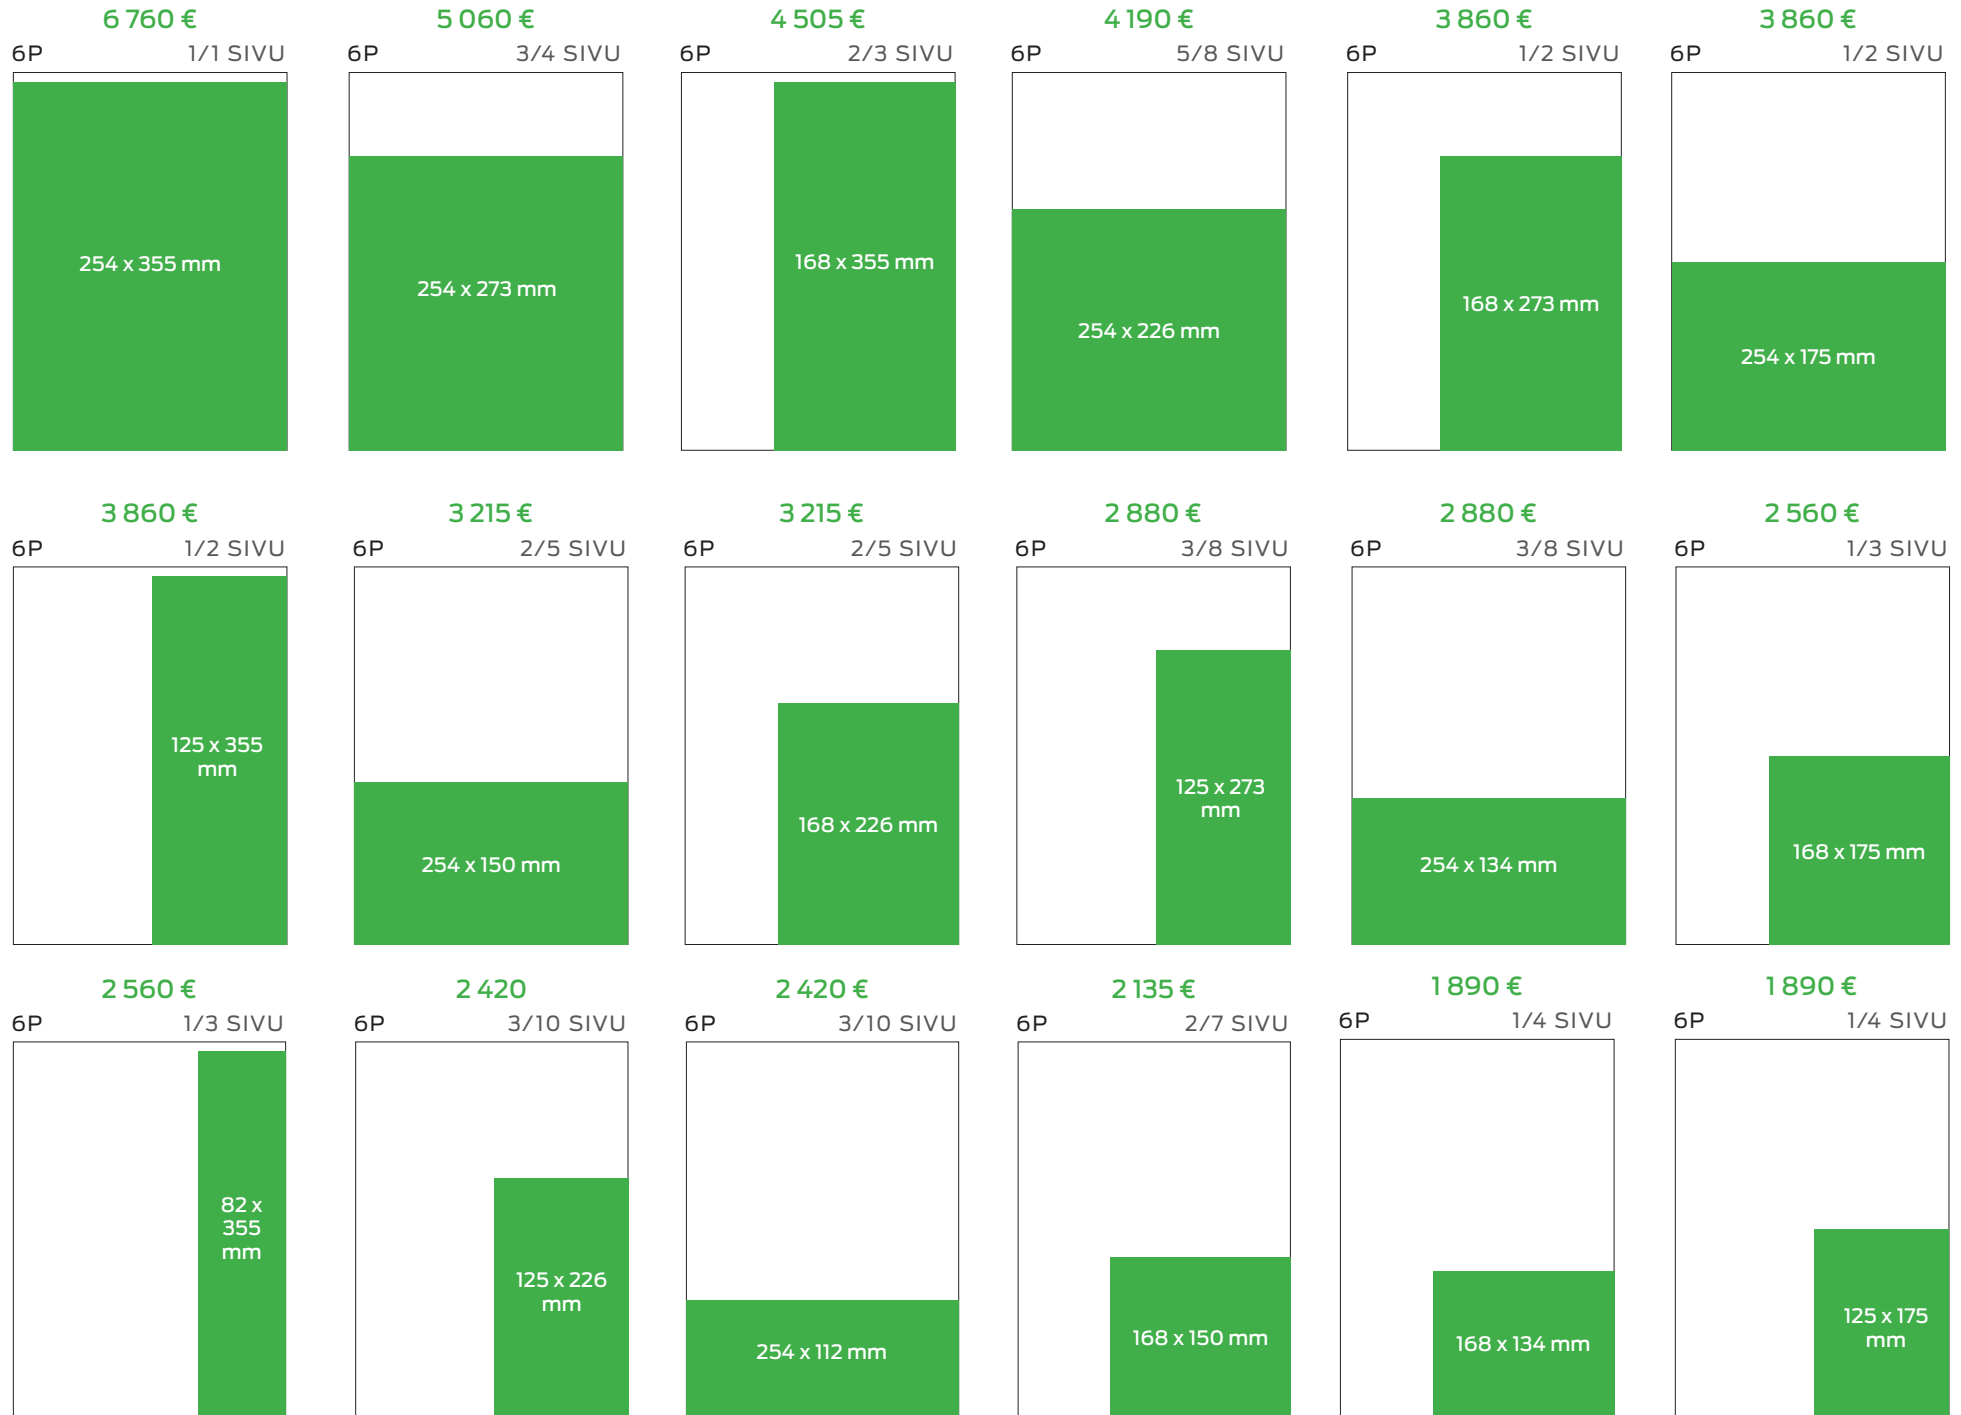 6 760 €
6P 1/1 SIVU
254 x 355 mm
5 060 €
6P 3/4 SIVU
254 x 273 mm
4 505 €
6P 2/3 SIVU
168 x 355 mm
4 190 €
6P 5/8 SIVU
254 x 226 mm
3 860 €
6P 1/2 SIVU
168 x 273 mm
3 860 €
6P 1/2 SIVU
254 x 175 mm
3 860 €
6P 1/2 SIVU
125 x 355
mm
3 215 €
6P 2/5 SIVU
254 x 150 mm
3 215 €
6P 2/5 SIVU
168 x 226 mm
2 880 €
6P 3/8 SIVU
125 x 273
mm
2 880 €
6P 3/8 SIVU
254 x 134 mm
2 560 €
6P 1/3 SIVU
168 x 175 mm
2 560 €
6P 1/3 SIVU
82 x
355
mm
2 420
6P 3/10 SIVU
125 x 226
mm
2 420 €
6P 3/10 SIVU
254 x 112 mm
2 135 €
6P 2/7 SIVU
168 x 150 mm
1 890 €
6P 1/4 SIVU
168 x 134 mm
1 890 €
6P 1/4 SIVU
125 x 175
mm